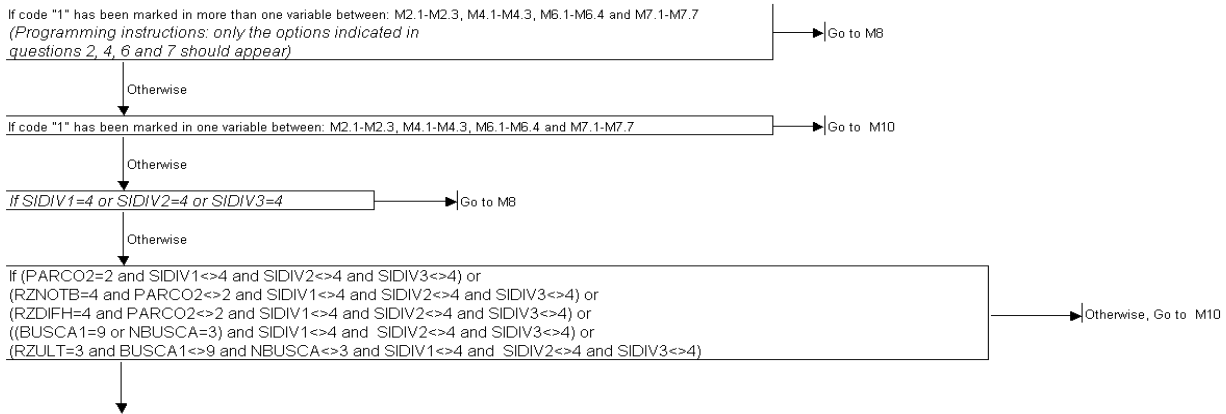 If code "1" has been marked in more than one variable between: M2.1-M2.3, M4.1-M4.3, M6.1-M6.4 and M7.1-M7.7
(Programming instructions: only the options indicated in
questions 2, 4, 6 and 7 should appear)
Go to M8
Otherwise
If code "1" has been marked in one variable between: M2.1-M2.3, M4.1-M4.3, M6.1-M6.4 and M7.1-M7.7
Go to M10
Otherwise
If SIDIV1=4 or SIDIV2=4 or SIDIV3=4
Go to M8
Otherwise
If (PARCO2=2 and SIDIV1<>4 and SIDIV2<>4 and SIDIV3<>4) or
(RZNOTB=4 and PARCO2<>2 and SIDIV1<>4 and SIDIV2<>4 and SIDIV3<>4) or
(RZDIFH=4 and PARCO2<>2 and SIDIV1<>4 and SIDIV2<>4 and SIDIV3<>4) or
((BUSCA1=9 or NBUSCA=3) and SIDIV1<>4 and SIDIV2<>4 and SIDIV3<>4) or
(RZULT=3 and BUSCA1<>9 and NBUSCA<>3 and SIDIV1<>4 and SIDIV2<>4 and SIDIV3<>4)
Otherwise, Go to M10